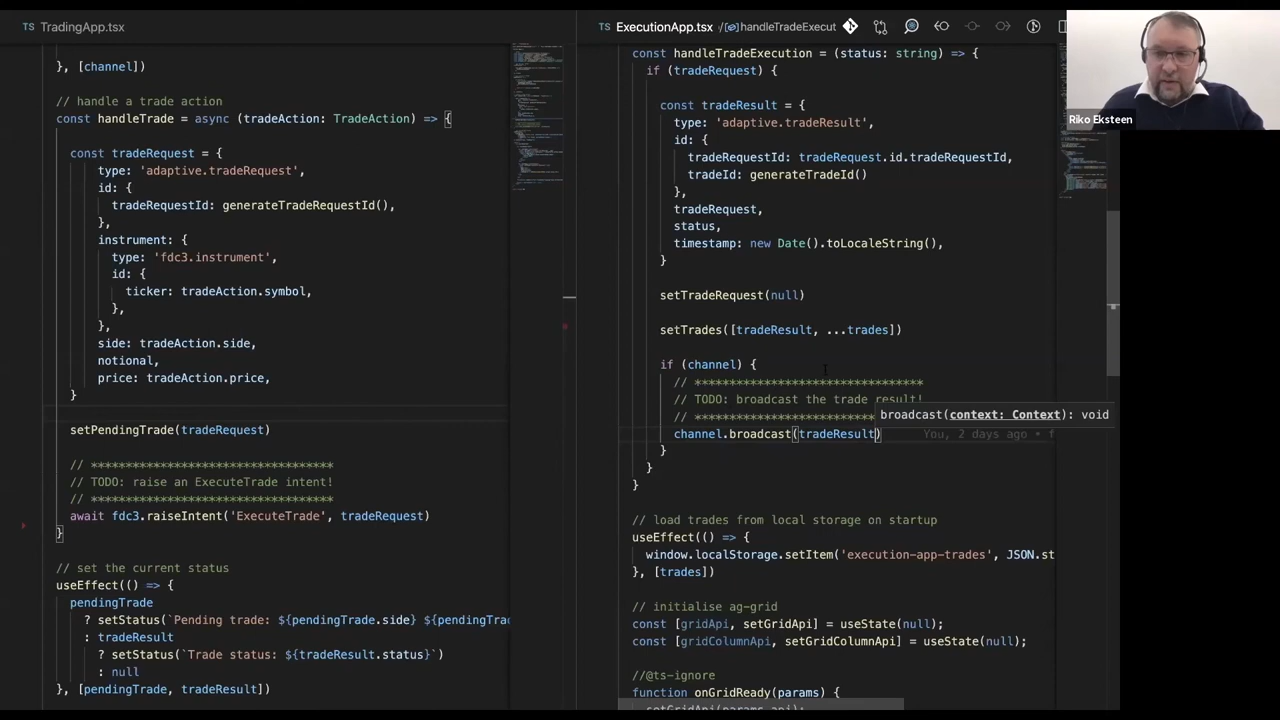 TS TradingApp.tsx
}, [channel])
// handle a trade action
const handleTrade = async (tradeAction: TradeAction) => {
const tradeRequest = {
type: 'adaptive.tradeRequest',
id: {
tradeRequestId: generateTradeRequestId(),
},
instrument: {
type: 'fdc3.instrument',
id: {
ticker: tradeAction.symbol,
},
},
side: tradeAction.side,
notional,
price: tradeAction.price,
}
setPendingTrade(tradeRequest)
// **********************************
// TODO: raise an ExecuteTrade intent!
// **********************************
await fdc3.raiseIntent('ExecuteTrade', tradeRequest)
}
// set the current status
useEffect(() => {
pendingTrade
? setStatus(`Pending trade: ${pendingTrade.side} ${pendingTrad
: tradeResult
? setStatus(`Trade status: ${tradeResult.status}`)
: null
}, [pendingTrade, tradeResult])
TS ExecutionApp.tsx /handleTradeExecut
const handleTradeExecution = (status: string) => {
if (tradeRequest) {
const tradeResult = {
type: 'adaptive.tradeResult',
id: {
tradeRequestId: tradeRequest.id.tradeRequestId,
tradeId: generateTradeId()
},
tradeRequest,
status,
timestamp: new Date().toLocaleString(),
}
setTradeRequest(null)
setTrades([tradeResult, ...trades])
if (channel) {
// ********************************
// TODO: broadcast the trade result!
// **************************
broadcast(context: Context): void
channel.broadcast(tradeResult) You, 2 days ago • f
}
}
}
// load trades from local storage on startup
useEffect(() => {
window.localStorage.setItem('execution-app-trades', JSON.st
}, [trades])
// initialise ag-grid
const [gridApi, setGridApi] = useState(null);
const [gridColumnApi, setGridColumnApi] = useState(null);
//@ts-ignore
function onGridReady(params) {
setGridApi(params.api);
Riko Eksteen